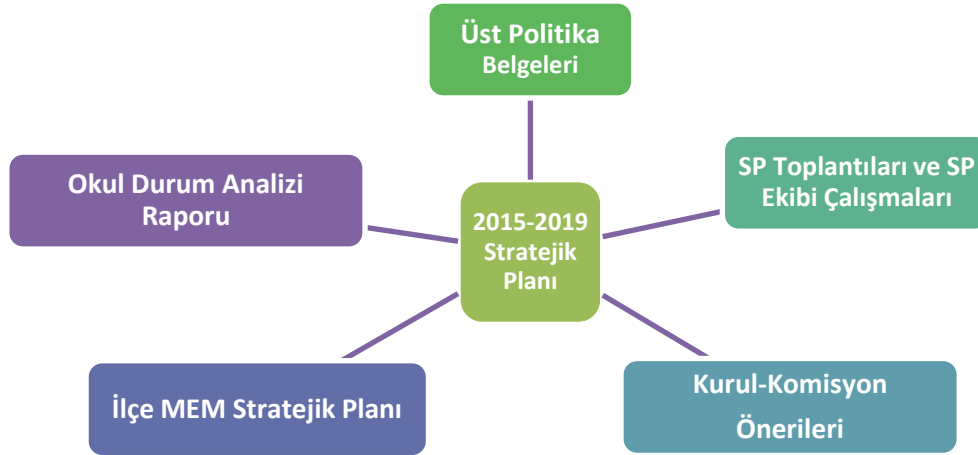 Üst Politika
Belgeleri
SP Toplantıları ve SP
Ekibi Çalışmaları
Okul Durum Analizi
Raporu
2015-2019
Stratejik
Planı
İlçe MEM Stratejik Planı
Kurul-Komisyon
Önerileri